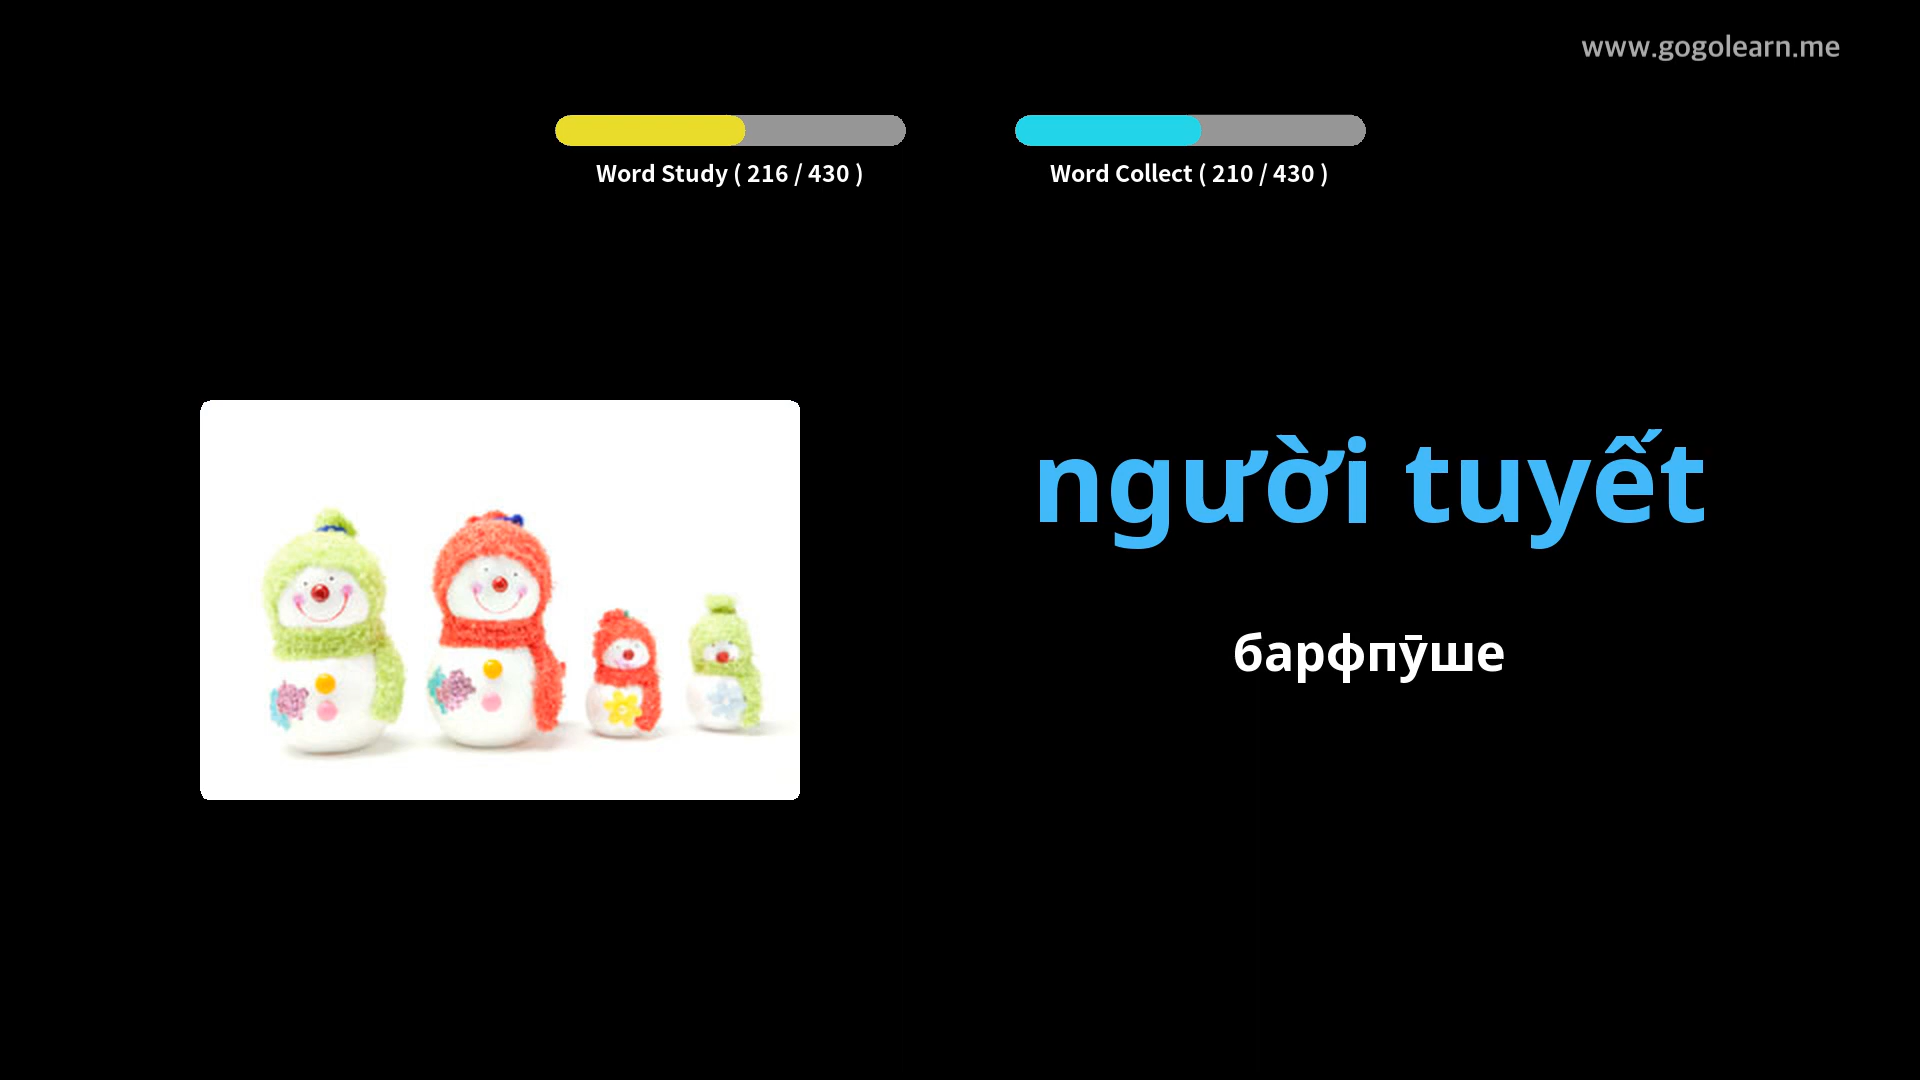 www.gogolearn.me
Word Study ( 216 / 430 )
Word Collect ( 210 / 430 )
người tuyết
барфпӯше